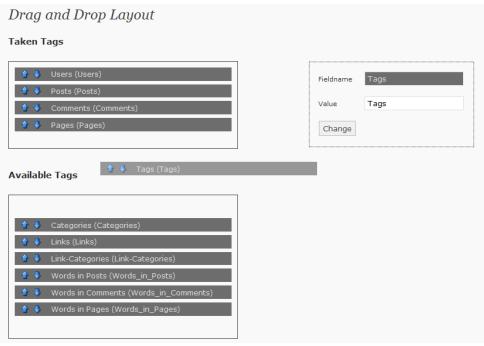 Drag and Drop Layout
Taken Tags
Users (Users)
Posts (Posts)
Comments (Comments)
Pages (Pages)
Fieldname Tags
Value Tags
Change
Tags (Tags)
Available Tags
Categories (Categories)
Links (Links)
Link-Categories (Link-Categories)
Words in Posts (Words_in_Posts)
Words in Comments (Words_in_Comments)
Words in Pages (Words_in_Pages)